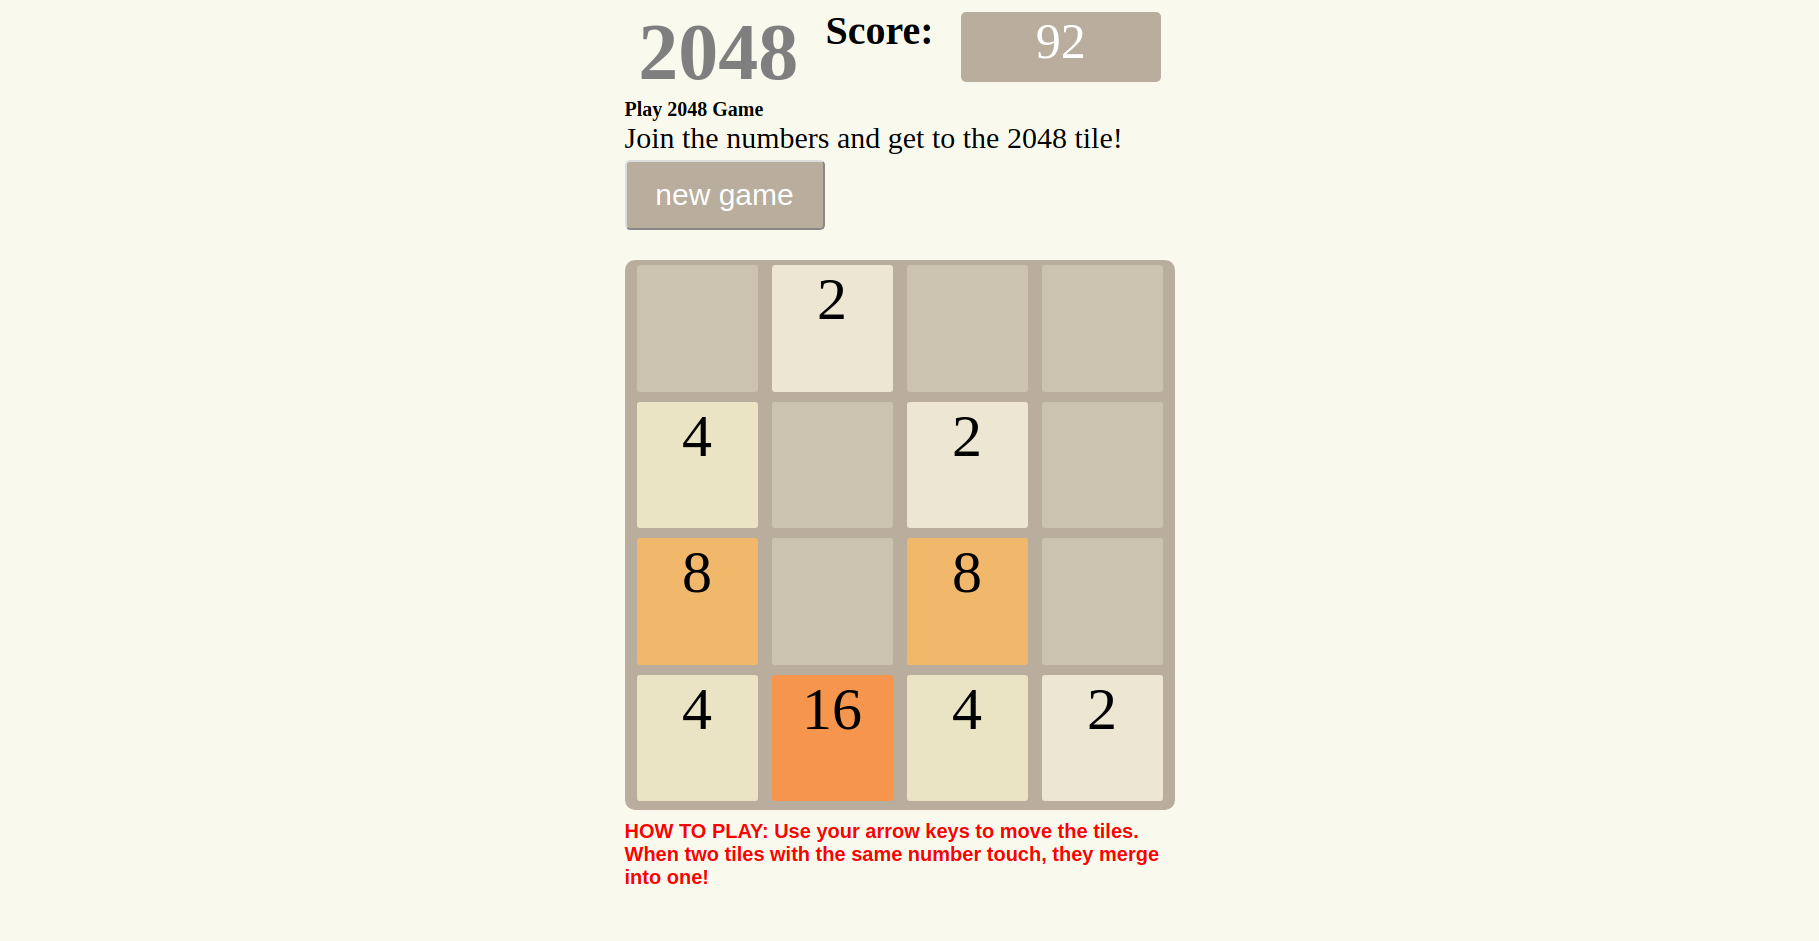 2048 Score: 92
Play 2048 Game
Join the numbers and get to the 2048 tile!
new game
2
4 2
8 8
4 16 4 2
HOW TO PLAY: Use your arrow keys to move the tiles.
When two tiles with the same number touch, they merge
into one!